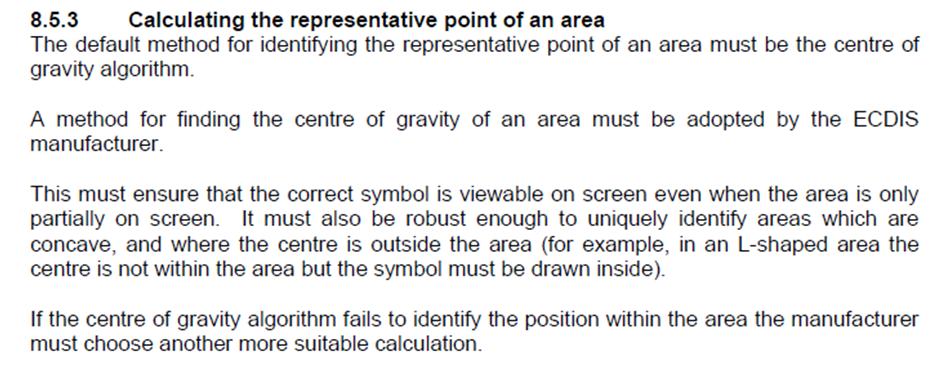 8.5.3 Calculating the representative point of an area
The default method for identifying the representative point of an area must be the centre of
gravity algorithm.
A method for finding the centre of gravity of an area must be adopted by the ECDIS
manufacturer.
This must ensure that the correct symbol is viewable on screen even when the area is only
partially on screen. It must also be robust enough to uniquely identify areas which are
concave, and where the centre is outside the area (for example, in an L-shaped area the
centre is not within the area but the symbol must be drawn inside).
If the centre of gravity algorithm fails to identify the position within the area the manufacturer
must choose another more suitable calculation.